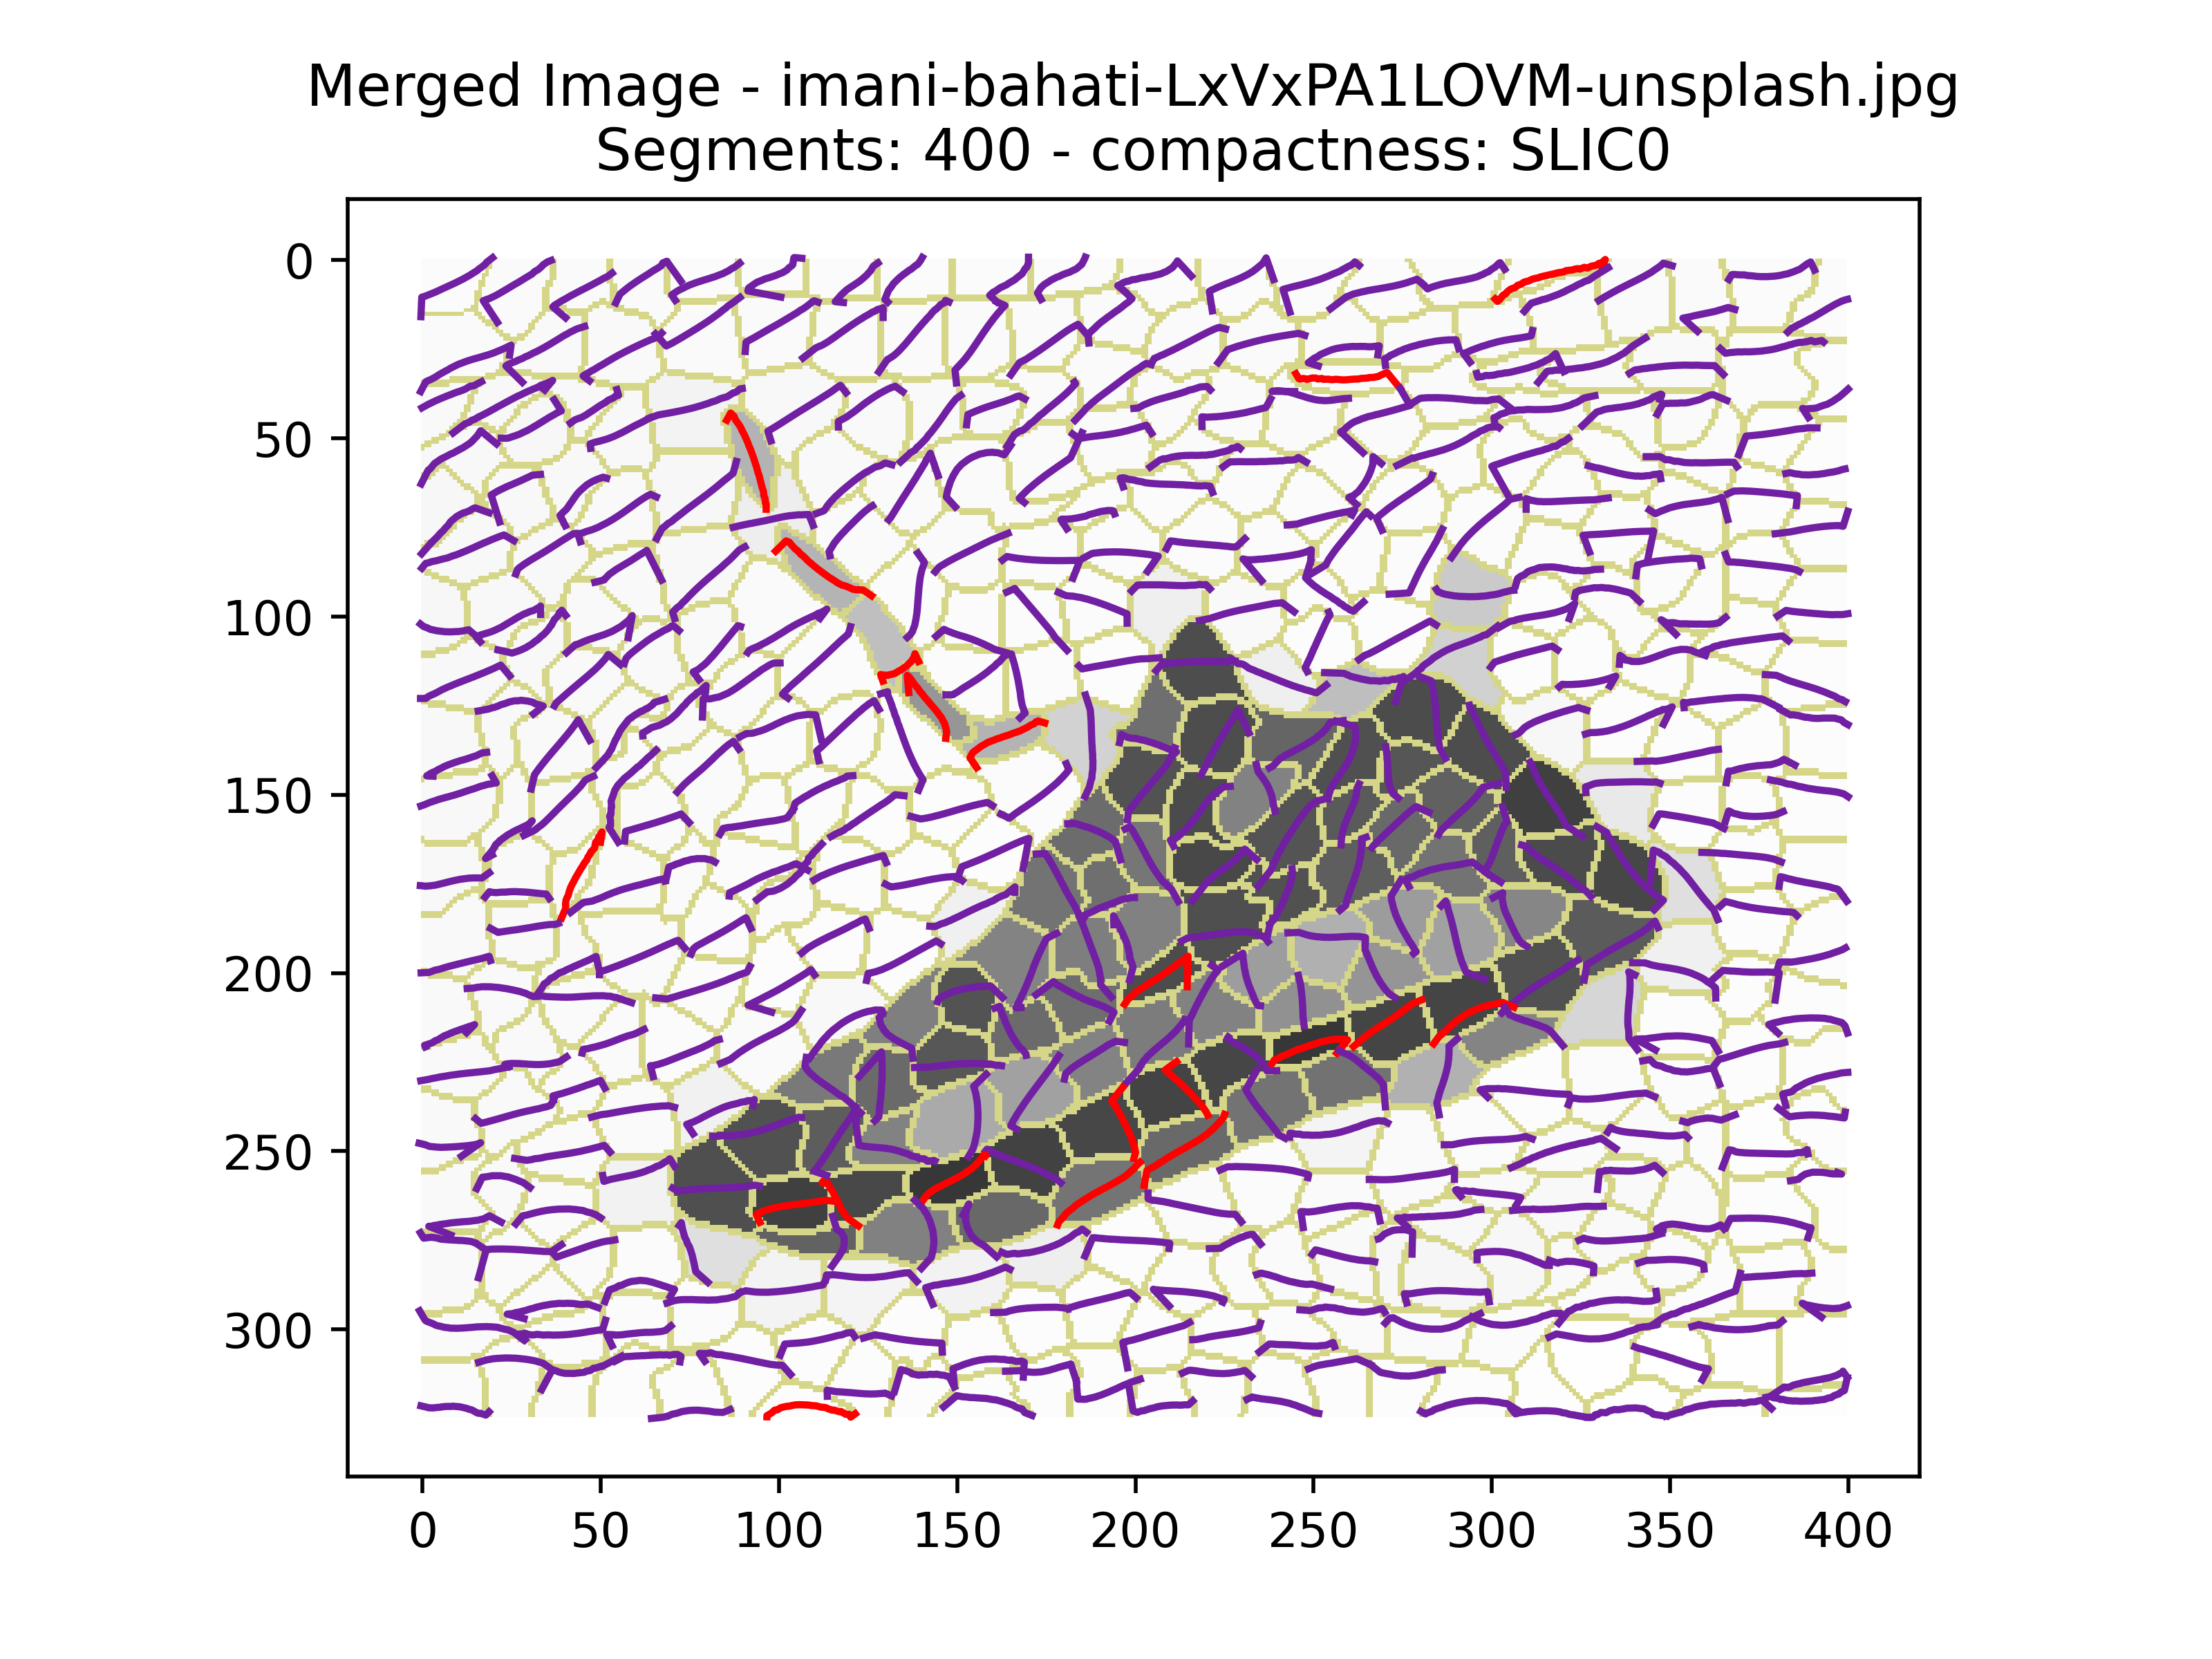 Merged Image - imani-bahati-LxVxPA1LOVM-unsplash.jpg
Segments: 400 - compactness: SLIC0
0
50
100
150
200
250
300
0 50 100 150 200 250 300 350 400